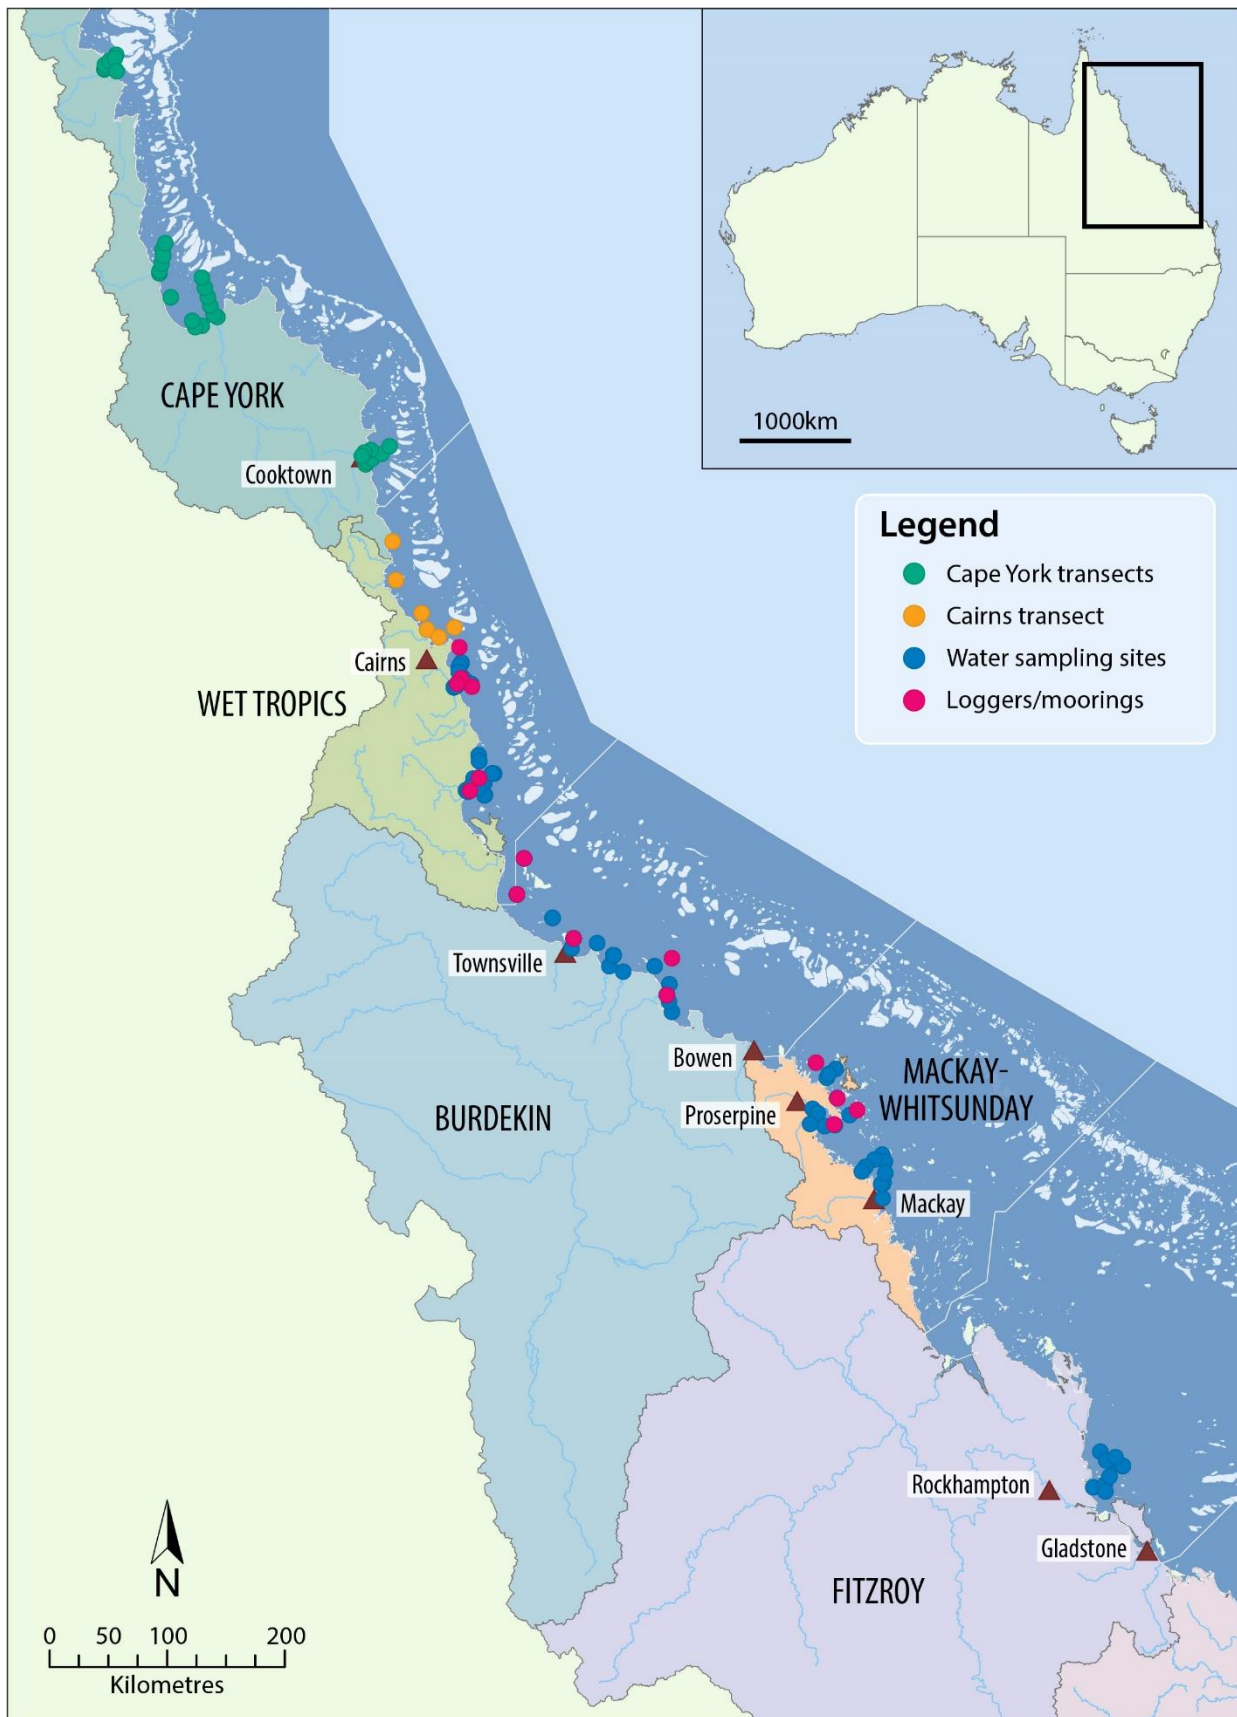 1000km
Legend
Cape York transects
Cairns transect
Water sampling sites
Loggers/moorings
CAPE YORK
Cooktown
Cairns
WET TROPICS
Townsville
Bowen
Proserpine
MACKAY-
WHITSUNDAY
BURDEKIN
Mackay
Rockhampton
Gladstone
FITZROY
N
0 50 100 200
Kilometres